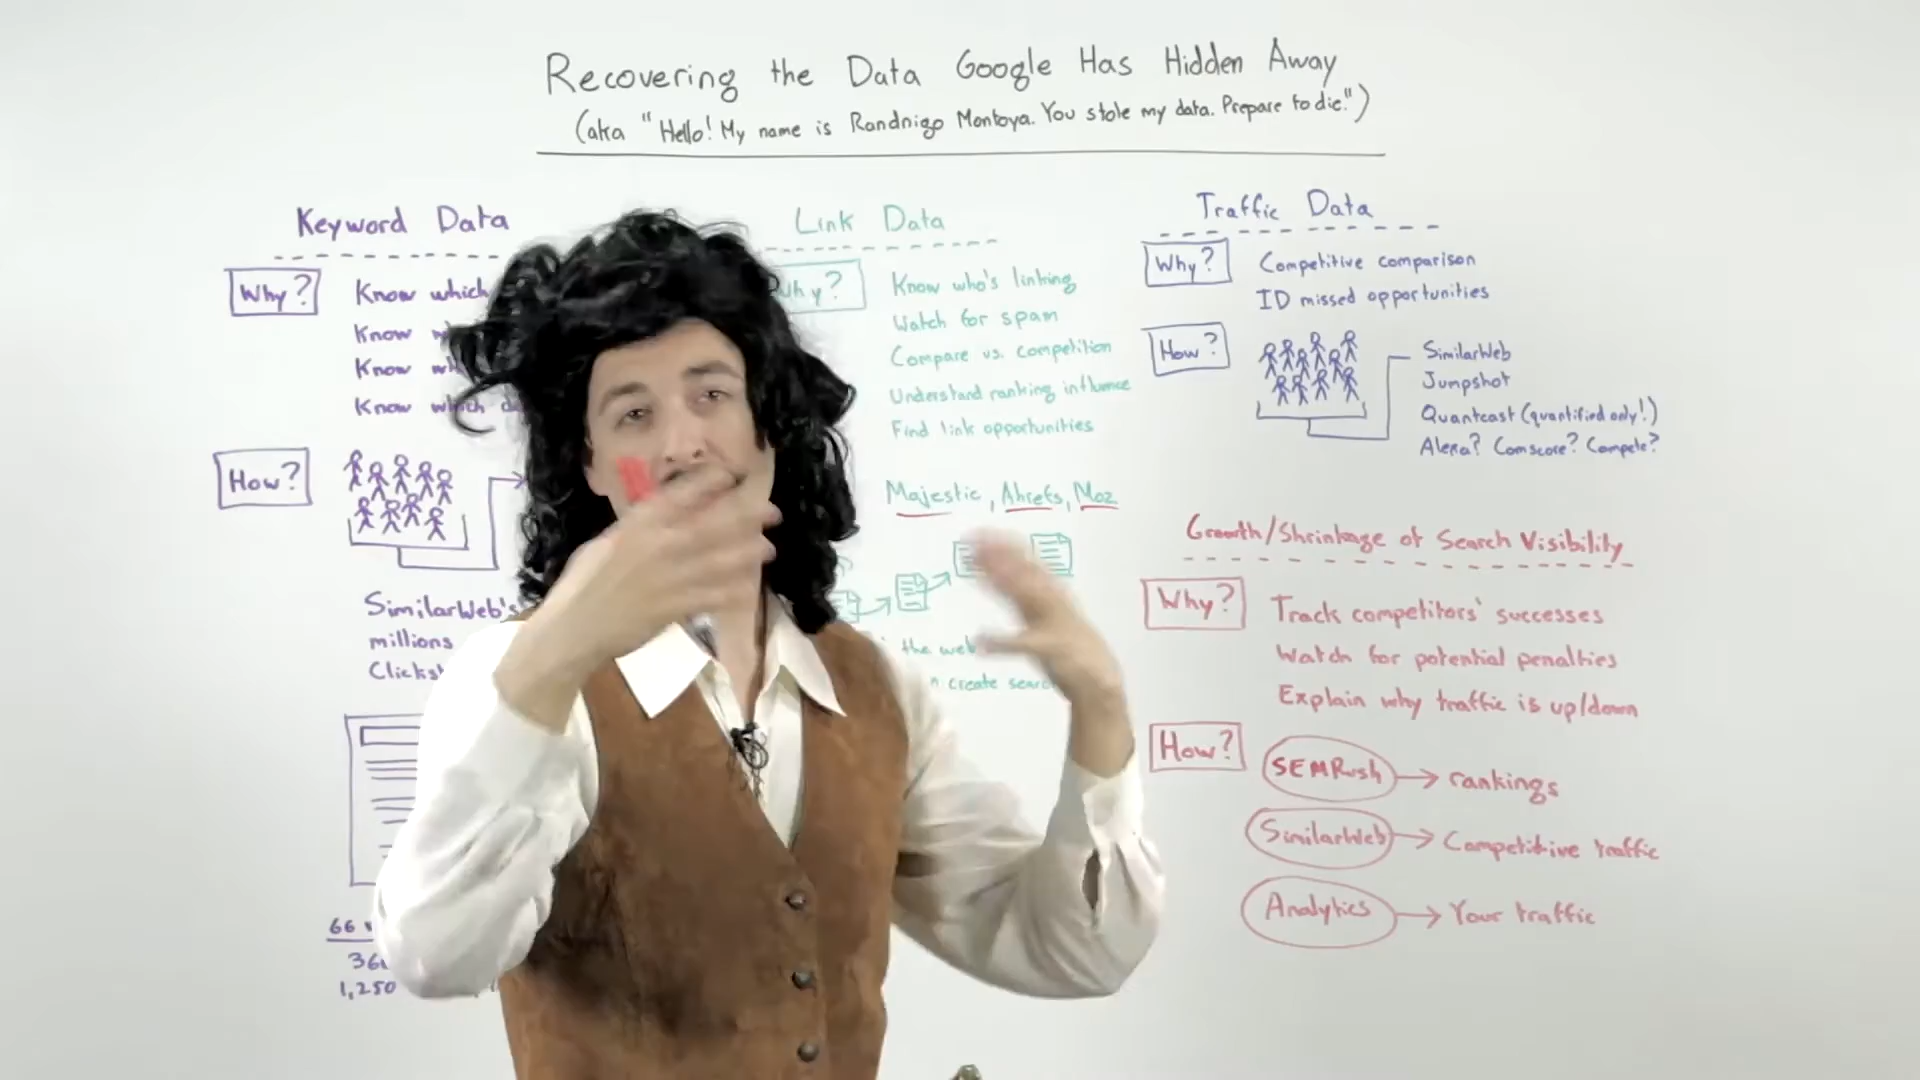 Recovering the Data Google Has Hidden Away
(aka "Hello! My name is Randnigo Montoya. You stole my data. Prepare to die.")
Keyword Data
Why?
Know which
Know
Know
Know which
How?
SimilarWeb's
millions
66
1,250
Link Data
Why?
Know who's linking
Watch for spam
Compare vs. competition
Understand ranking influence
Find link opportunities
Majestic, Ahrefs, Moz
the web
create
Traffic Data
Why?
Competitive comparison
ID missed opportunities
How?
SimilarWeb
Jumpshot
Quantcast (quantified only!)
Alexa? Comscore? Compete?
Growth/Shrinkage of Search Visibility
Why?
Track competitors' successes
Watch for potential penalties
Explain why traffic is up/down
How?
SEMRush → rankings
SimilarWeb → Competitive traffic
Analytics → Your traffic